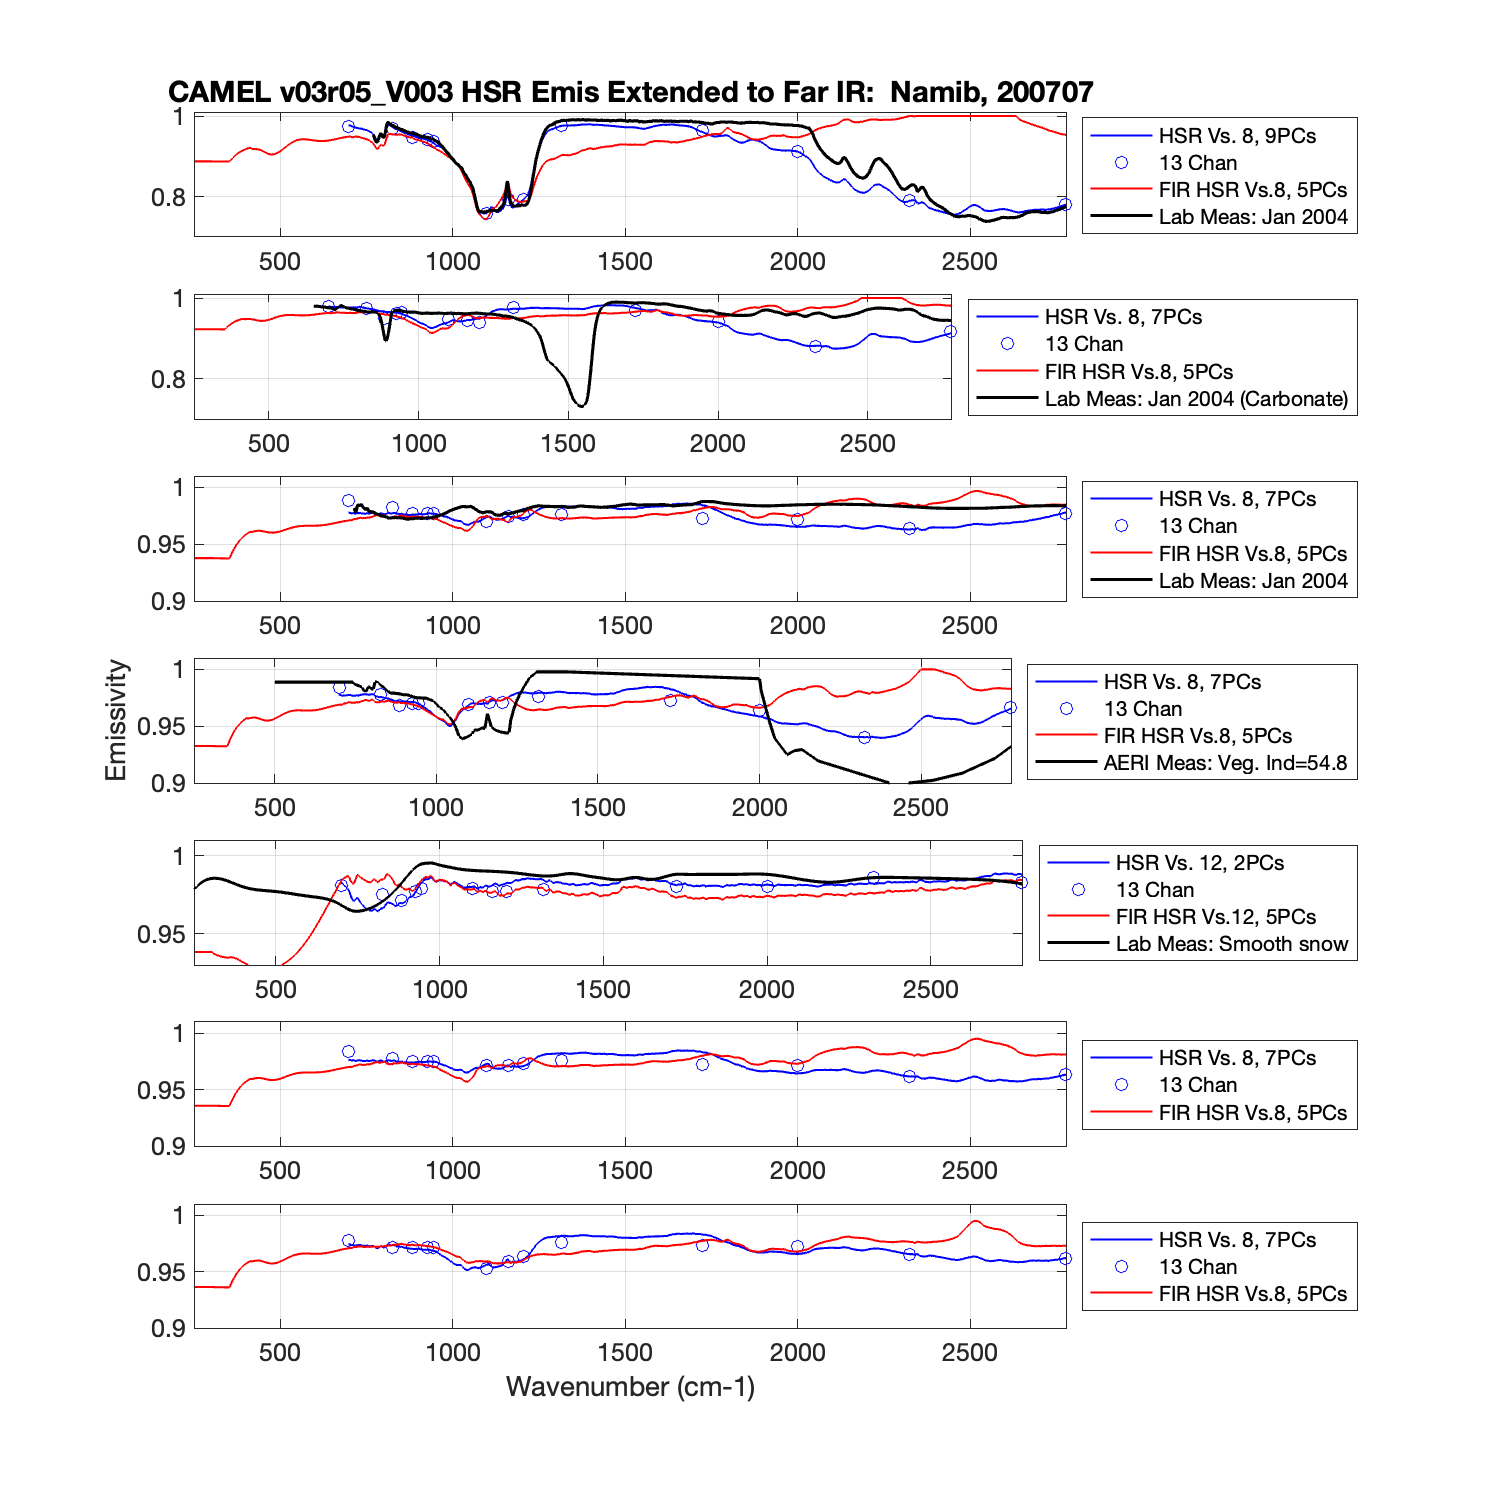 CAMEL v03r05_V003 HSR Emis Extended to Far IR:  Namib, 200707
1
0.8
500 1000 1500 2000 2500
HSR Vs. 8, 9PCs
13 Chan
FIR HSR Vs.8, 5PCs
Lab Meas: Jan 2004
1
0.8
500 1000 1500 2000 2500
HSR Vs. 8, 7PCs
13 Chan
FIR HSR Vs.8, 5PCs
Lab Meas: Jan 2004 (Carbonate)
1
0.95
0.9
500 1000 1500 2000 2500
HSR Vs. 8, 7PCs
13 Chan
FIR HSR Vs.8, 5PCs
Lab Meas: Jan 2004
Emissivity
1
0.95
0.9
500 1000 1500 2000 2500
HSR Vs. 8, 7PCs
13 Chan
FIR HSR Vs.8, 5PCs
AERI Meas: Veg. Ind=54.8
1
0.95
500 1000 1500 2000 2500
HSR Vs. 12, 2PCs
13 Chan
FIR HSR Vs.12, 5PCs
Lab Meas: Smooth snow
1
0.95
0.9
500 1000 1500 2000 2500
HSR Vs. 8, 7PCs
13 Chan
FIR HSR Vs.8, 5PCs
1
0.95
0.9
500 1000 1500 2000 2500
HSR Vs. 8, 7PCs
13 Chan
FIR HSR Vs.8, 5PCs
Wavenumber (cm-1)